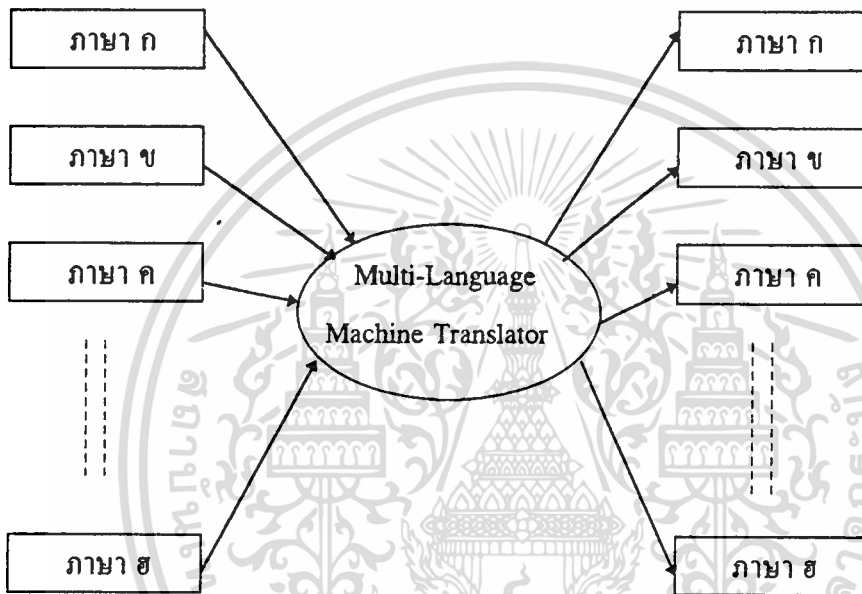 ภาษา ก
ภาษา ข
ภาษา ค
ภาษา ฮ
Multi-Language
Machine Translator
ภาษา ก
ภาษา ข
ภาษา ค
ภาษา ฮ